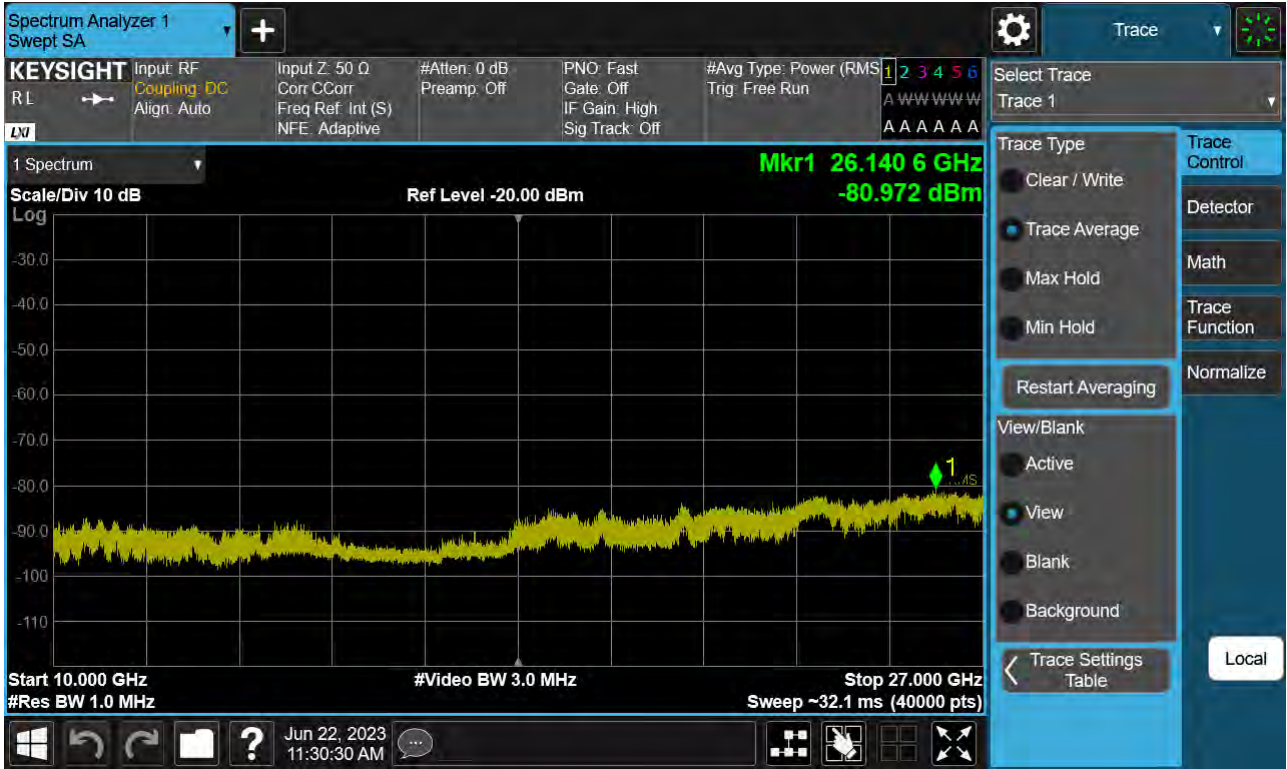 Spectrum Analyzer 1
Swept SA
Trace
KEYSIGHT
R L
LXI
Input: RF
Coupling: DC
Align: Auto
Input Z: 50 Ω
Corr CCorr
Freq Ref: Int (S)
NFE: Adaptive
#Atten: 0 dB
Preamp: Off
PNO: Fast
Gate: Off
IF Gain: High
Sig Track: Off
#Avg Type: Power (RMS
Trig: Free Run
1 2 3 4 5 6
A W W W W W
A A A A A A
Select Trace
Trace 1
1 Spectrum
Scale/Div 10 dB
Ref Level -20.00 dBm
Mkr1 26.140 6 GHz
-80.972 dBm
Log
-30.0
-40.0
-50.0
-60.0
-70.0
-80.0
-90.0
-100
-110
1
Start 10.000 GHz
#Video BW 3.0 MHz
Stop 27.000 GHz
#Res BW 1.0 MHz
Sweep ~32.1 ms (40000 pts)
Trace Type
Clear / Write
Trace Average
Max Hold
Min Hold
Restart Averaging
View/Blank
Active
View
Blank
Background
Trace Settings
Table
Trace
Control
Detector
Math
Trace
Function
Normalize
Local
?
Jun 22, 2023
11:30:30 AM